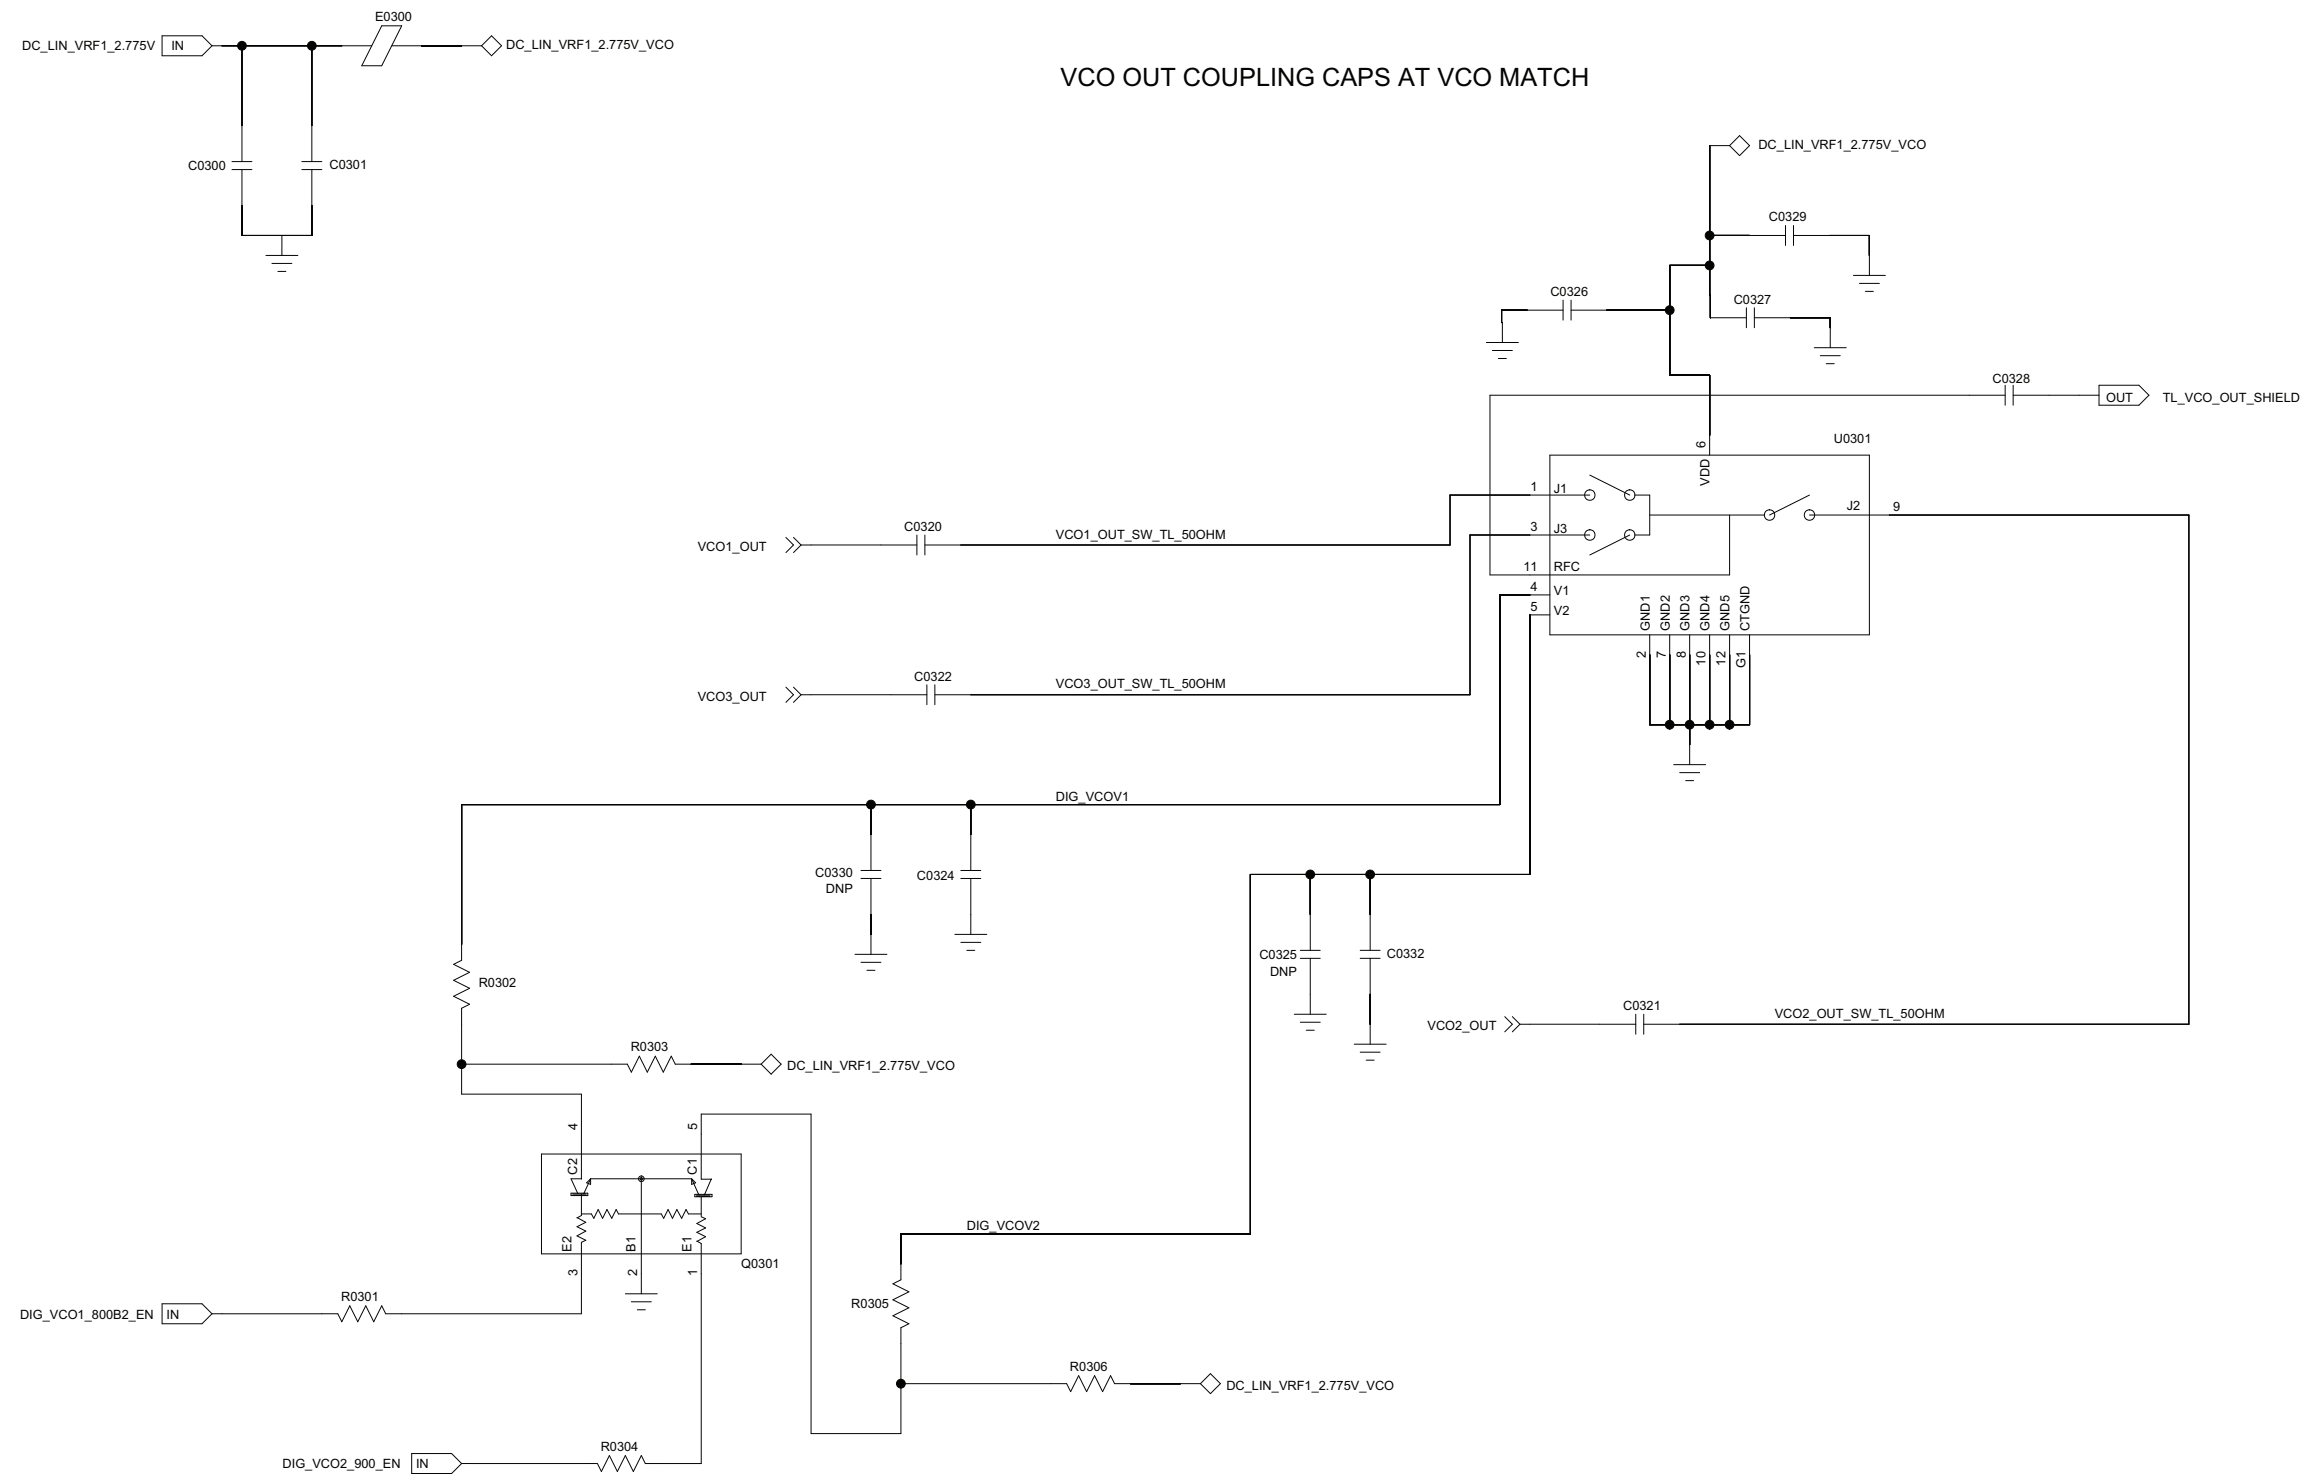 E0300
DC_LIN_VRF1_2.775V
IN
DC_LIN_VRF1_2.775V_VCO
VCO OUT COUPLING CAPS AT VCO MATCH
C0300
C0301
DC_LIN_VRF1_2.775V_VCO
C0329
C0326
C0327
C0328
OUT
TL_VCO_OUT_SHIELD
U0301
6
VDD
1
J1
J2
9
3
J3
11
RFC
4
V1
5
V2
GND1
GND2
GND3
GND4
GND5
CTGND
2
7
8
10
12
G1
VCO1_OUT
C0320
VCO1_OUT_SW_TL_50OHM
VCO3_OUT
C0322
VCO3_OUT_SW_TL_50OHM
DIG_VCOV1
C0330
DNP
C0324
C0325
DNP
C0332
R0302
VCO2_OUT
C0321
VCO2_OUT_SW_TL_50OHM
R0303
DC_LIN_VRF1_2.775V_VCO
4
5
C2
C1
E2
B1
E1
3
2
1
Q0301
DIG_VCOV2
R0305
DIG_VCO1_800B2_EN
IN
R0301
R0306
DC_LIN_VRF1_2.775V_VCO
DIG_VCO2_900_EN
IN
R0304